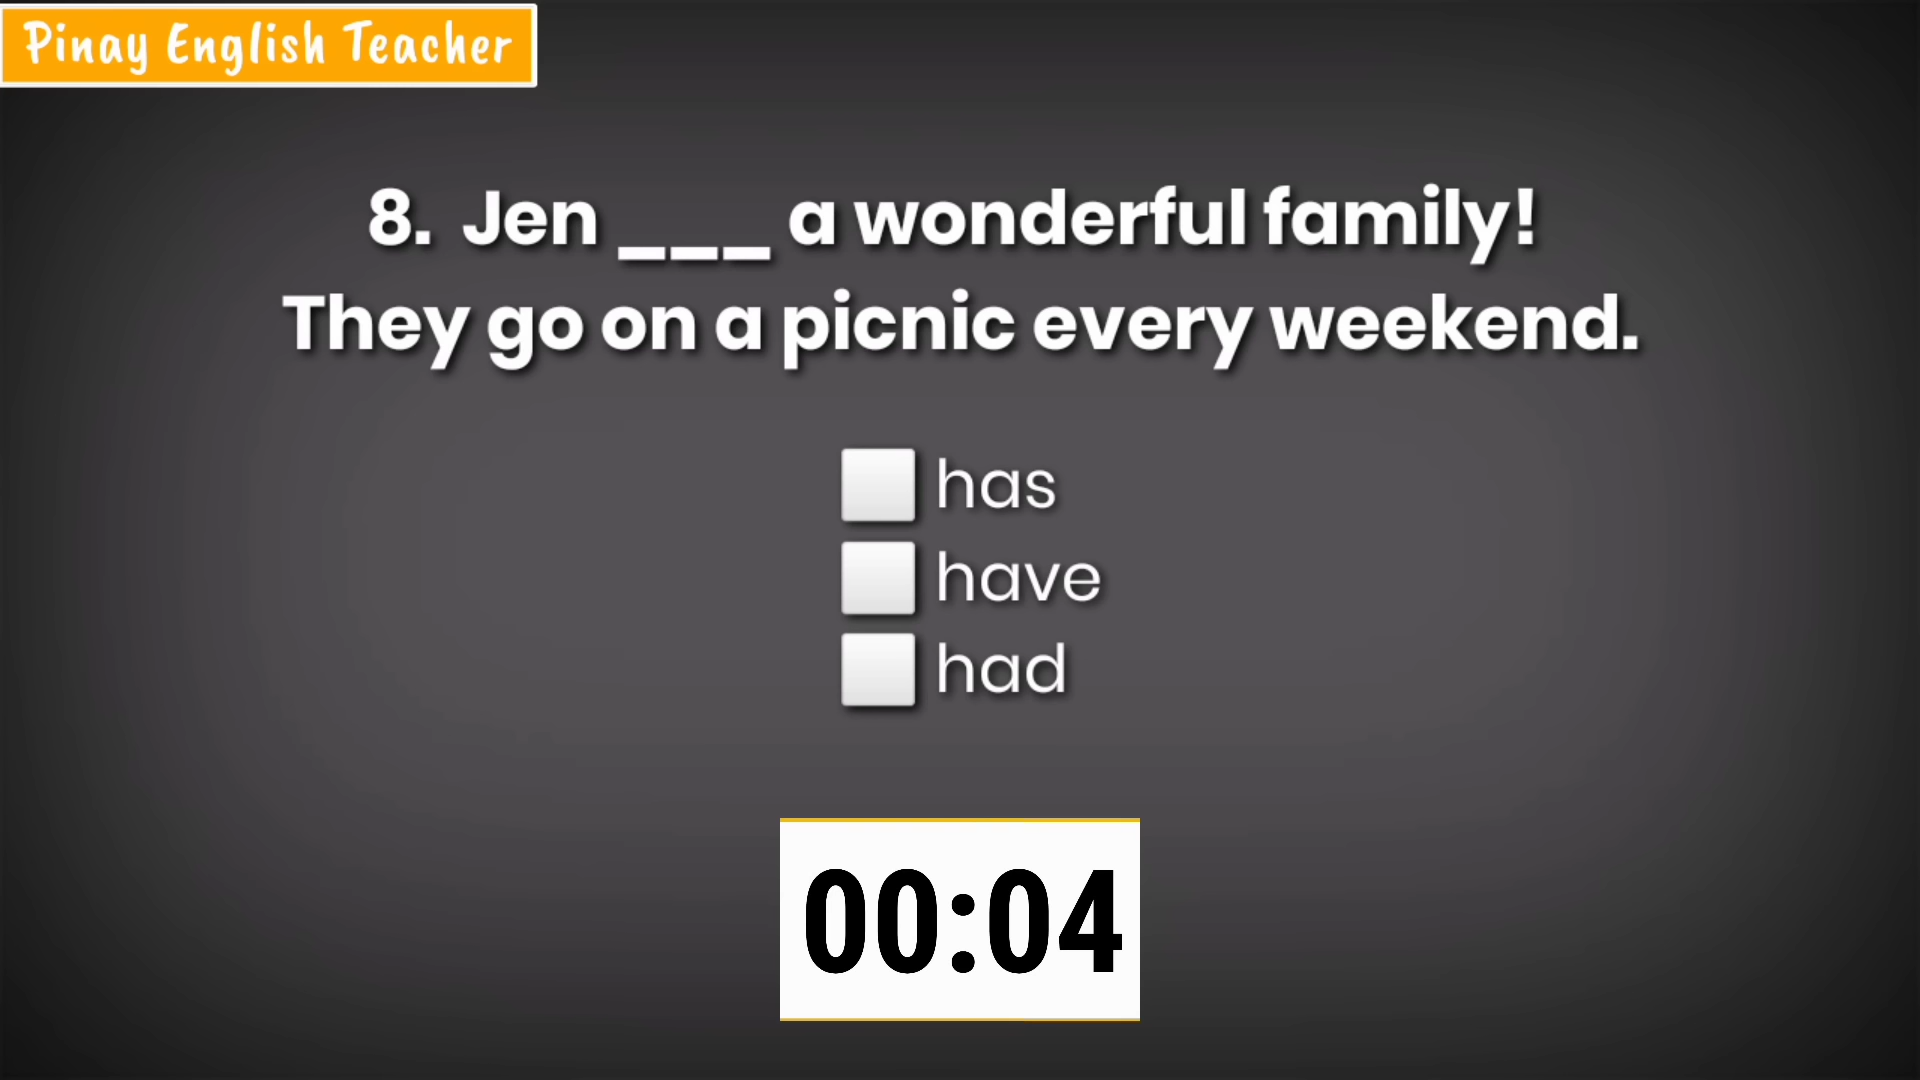 Pinay English Teacher
8. Jen ___ a wonderful family!
They go on a picnic every weekend.
has
have
had
00:04